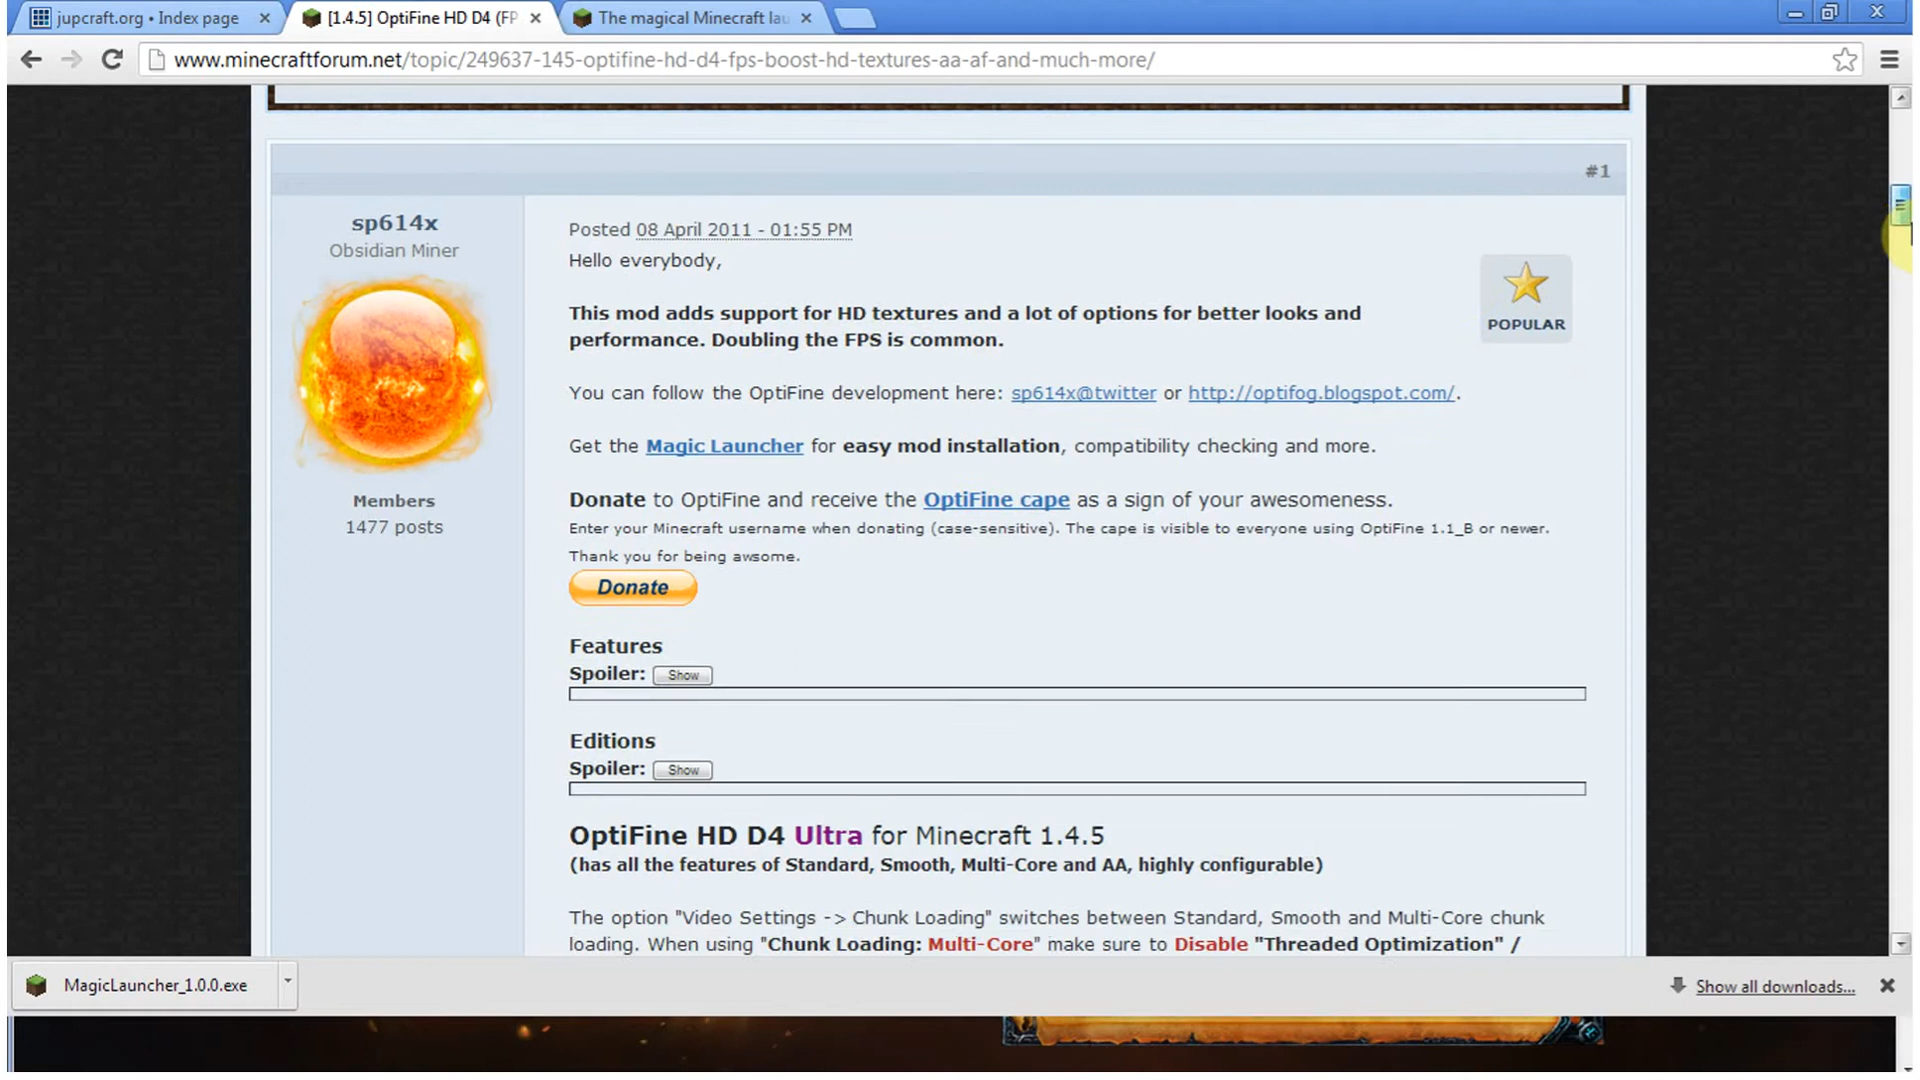 jupcraft.org • Index page
[1.4.5] OptiFine HD D4 (FP
The magical Minecraft lau
www.minecraftforum.net/topic/249637-145-optifine-hd-d4-fps-boost-hd-textures-aa-af-and-much-more/
#1
sp614x
Obsidian Miner
Members
1477 posts
Posted 08 April 2011 - 01:55 PM
Hello everybody,
POPULAR
This mod adds support for HD textures and a lot of options for better looks and
performance. Doubling the FPS is common.
You can follow the OptiFine development here: sp614x@twitter or http://optifog.blogspot.com/.
Get the Magic Launcher for easy mod installation, compatibility checking and more.
Donate to OptiFine and receive the OptiFine cape as a sign of your awesomeness.
Enter your Minecraft username when donating (case-sensitive). The cape is visible to everyone using OptiFine 1.1_B or newer.
Thank you for being awsome.
Donate
Features
Spoiler: Show
Editions
Spoiler: Show
OptiFine HD D4 Ultra for Minecraft 1.4.5
(has all the features of Standard, Smooth, Multi-Core and AA, highly configurable)
The option "Video Settings -> Chunk Loading" switches between Standard, Smooth and Multi-Core chunk
loading. When using "Chunk Loading: Multi-Core" make sure to Disable "Threaded Optimization" /
MagicLauncher_1.0.0.exe
Show all downloads...